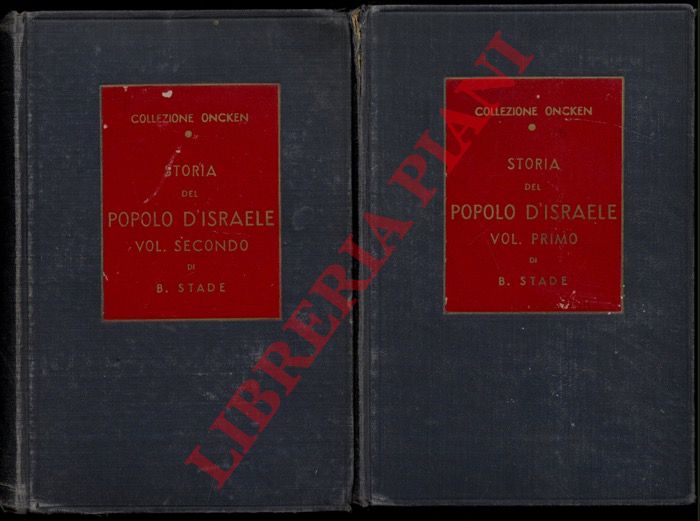 COLLEZIONE ONCKEN
STORIA
DEL
POPOLO D'ISRAELE
VOL. SECONDO
DI
B. STADE
COLLEZIONE ONCKEN
STORIA
DEL
POPOLO D'ISRAELE
VOL. PRIMO
DI
B. STADE
LIBRERIA PIANI